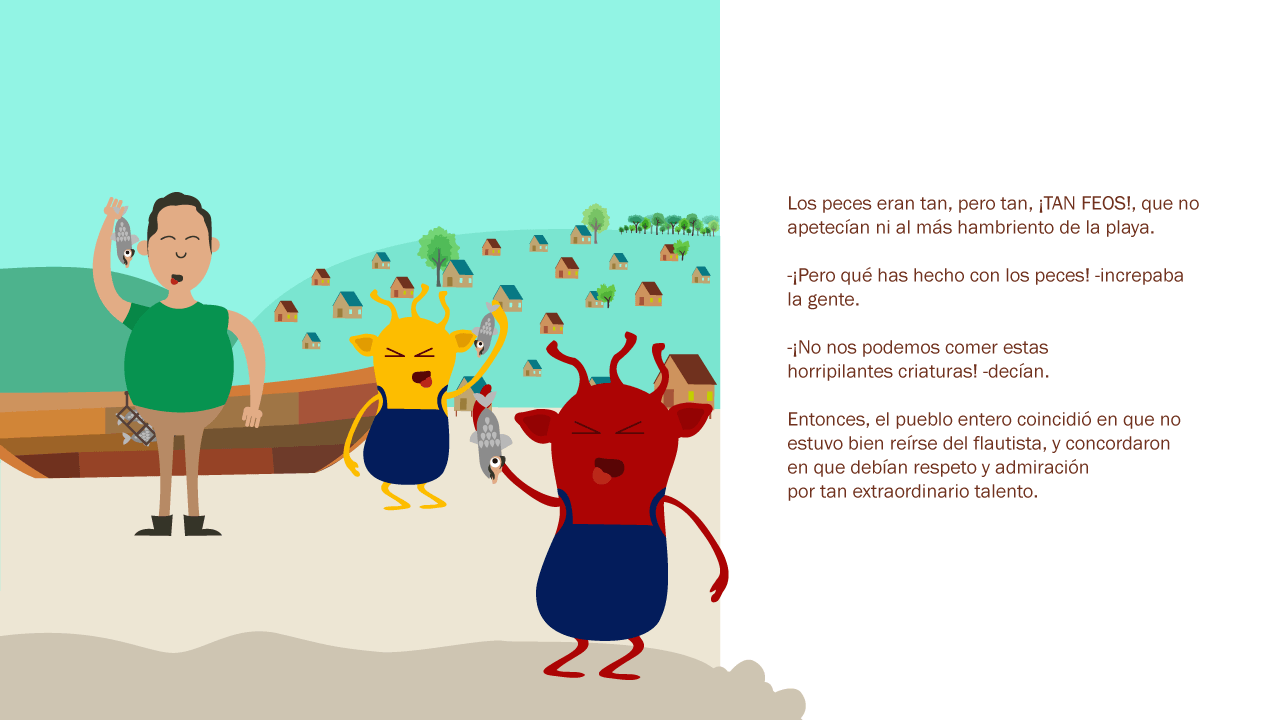 Los peces eran tan, pero tan, ¡TAN FEOS!, que no
apetecían ni al más hambriento de la playa.
-¡Pero qué has hecho con los peces! -increpaba
la gente.
-¡No nos podemos comer estas
horripilantes criaturas! -decían.
Entonces, el pueblo entero coincidió en que no
estuvo bien reírse del flautista, y concordaron
en que debían respeto y admiración
por tan extraordinario talento.